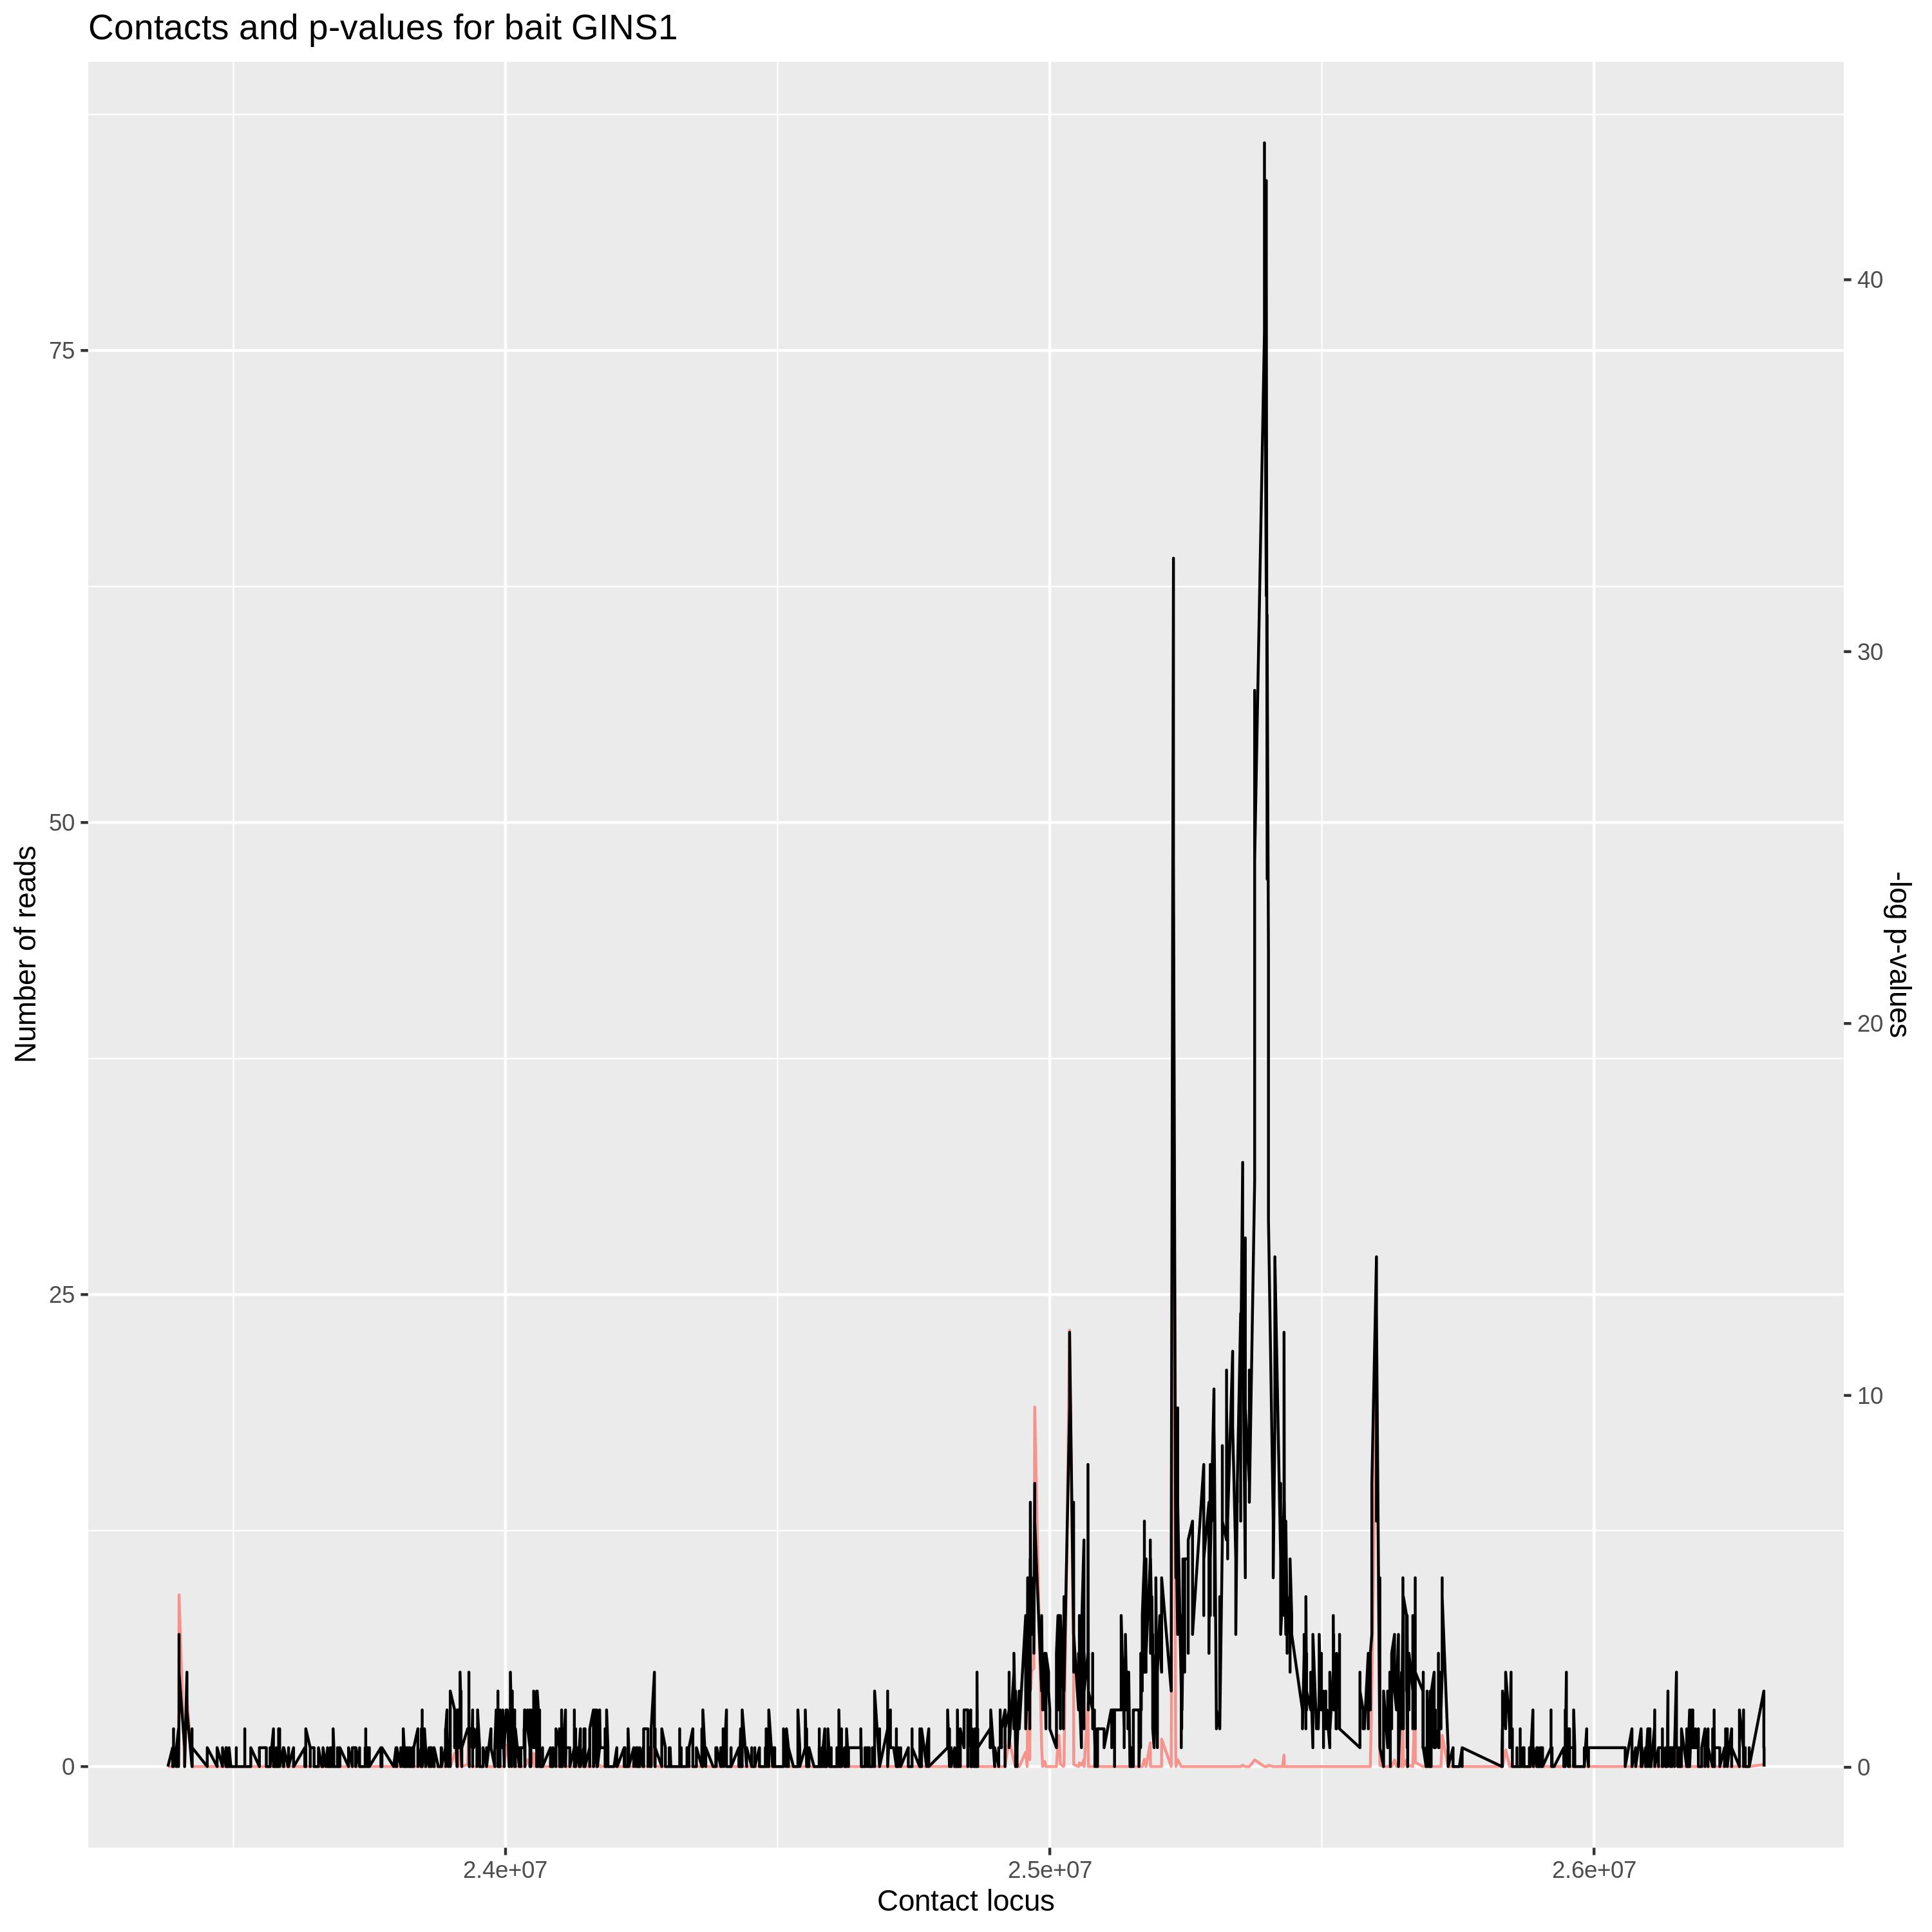 Contacts and p-values for bait GINS1
75
50
25
0
40
30
20
10
0
Number of reads
-log p-values
2.4e+07
2.5e+07
2.6e+07
Contact locus